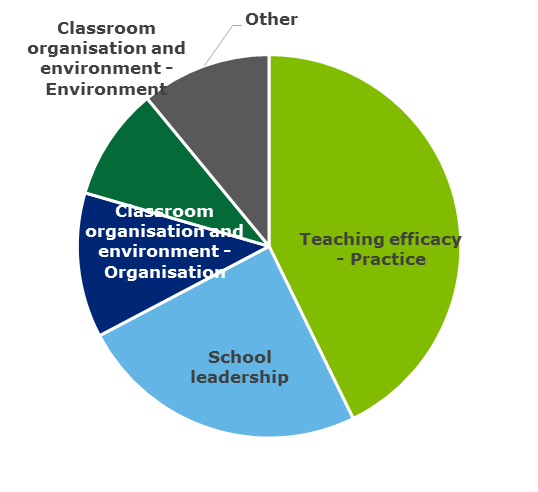 Other
Classroom
organisation and
environment –
Environment
Classroom
organisation and
environment –
Organisation
Teaching efficacy
– Practice
School
leadership